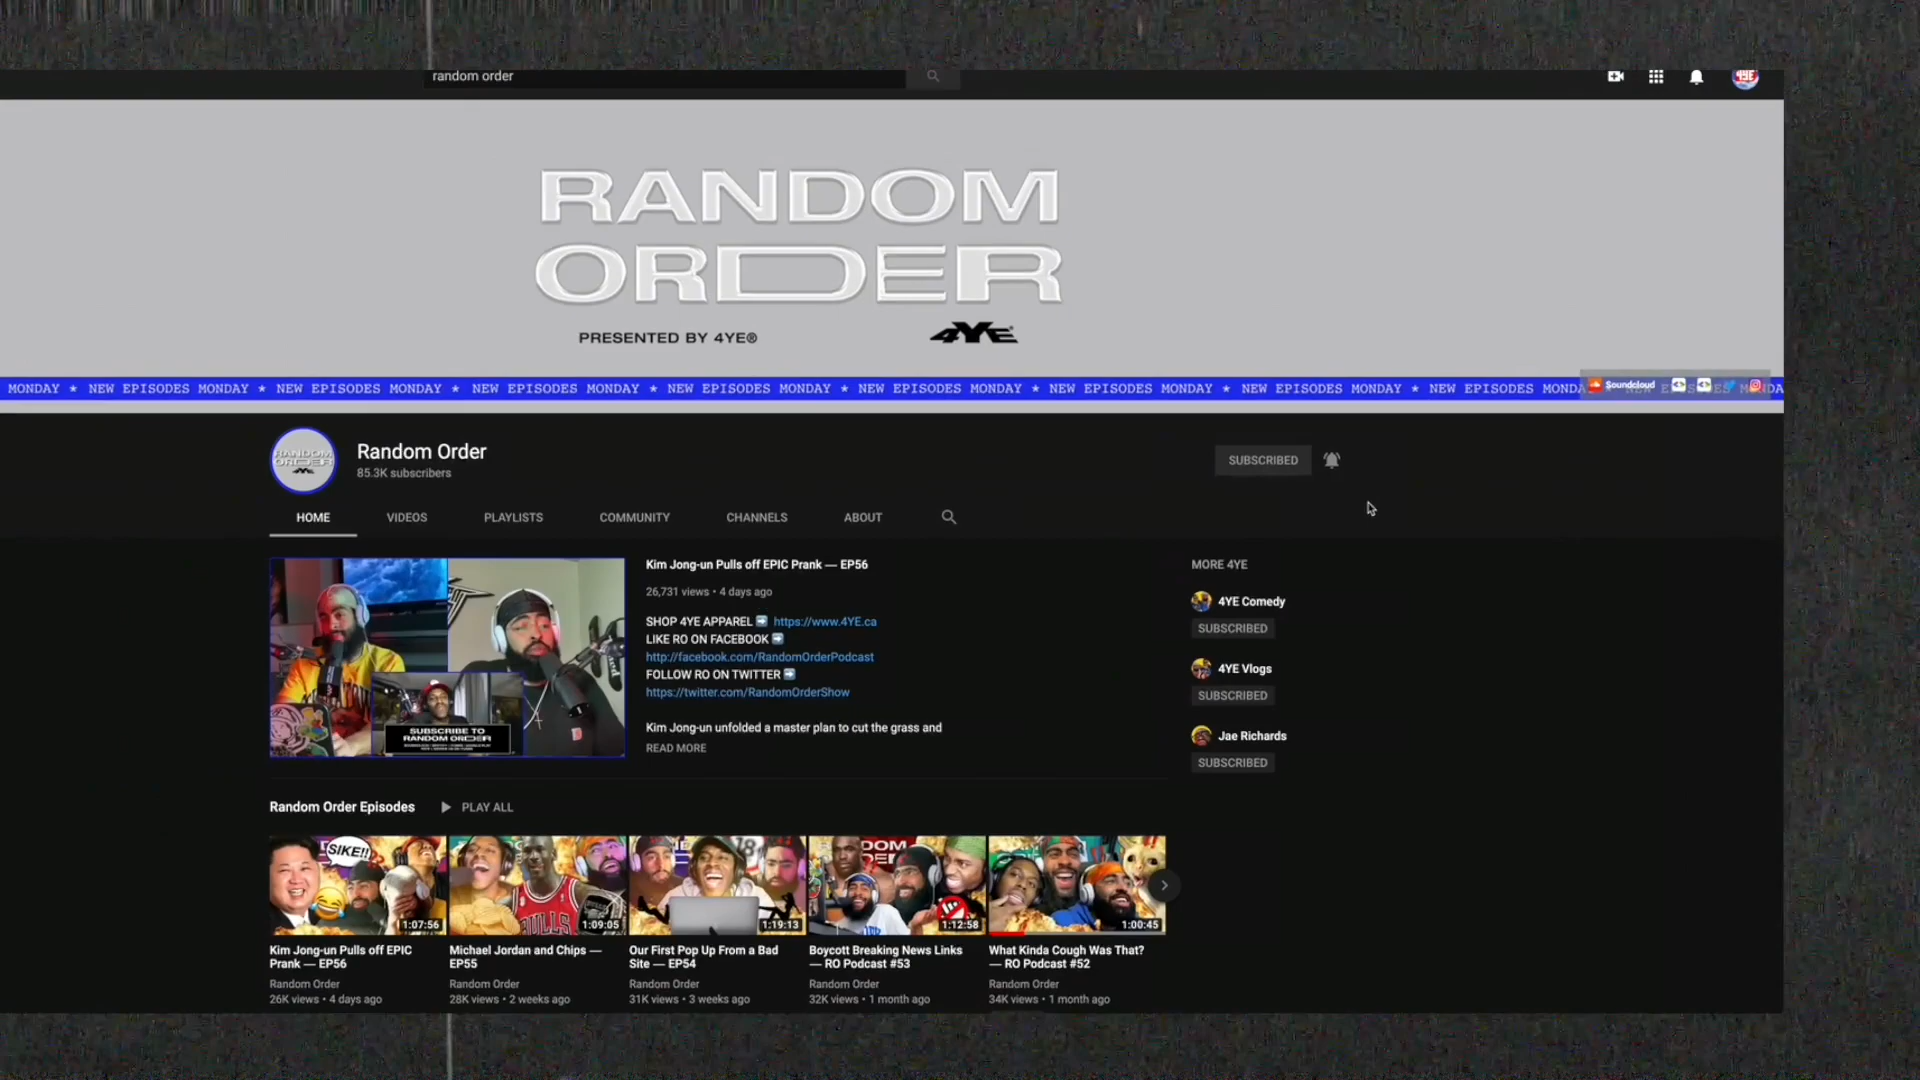 random order
4YE
RANDOM
ORDER
PRESENTED BY 4YE®
4YE
MONDAY * NEW EPISODES MONDAY * NEW EPISODES MONDAY * NEW EPISODES MONDAY * NEW EPISODES MONDAY * NEW EPISODES MONDAY * NEW EPISODES MONDAY * NEW EPISODES MONDAY * NEW EPISODES MONDA
Soundcloud
RANDOM
ORDER
Random Order
85.3K subscribers
SUBSCRIBED
HOME VIDEOS PLAYLISTS COMMUNITY CHANNELS ABOUT
SUBSCRIBE TO
RANDOM ORDER
Kim Jong-un Pulls off EPIC Prank — EP56
26,731 views • 4 days ago
SHOP 4YE APPAREL ➡ https://www.4YE.ca
LIKE RO ON FACEBOOK ➡
http://facebook.com/RandomOrderPodcast
FOLLOW RO ON TWITTER ➡
https://twitter.com/RandomOrderShow
Kim Jong-un unfolded a master plan to cut the grass and
READ MORE
MORE 4YE
4YE Comedy
SUBSCRIBED
4YE Vlogs
SUBSCRIBED
Jae Richards
SUBSCRIBED
Random Order Episodes PLAY ALL
SIKE!!
1:07:56
BULLS
1:09:05
1:19:13
1:12:58
1:00:45
Kim Jong-un Pulls off EPIC
Prank — EP56
Random Order
26K views • 4 days ago
Michael Jordan and Chips —
EP55
Random Order
28K views • 2 weeks ago
Our First Pop Up From a Bad
Site — EP54
Random Order
31K views • 3 weeks ago
Boycott Breaking News Links
— RO Podcast #53
Random Order
32K views • 1 month ago
What Kinda Cough Was That?
— RO Podcast #52
Random Order
34K views • 1 month ago